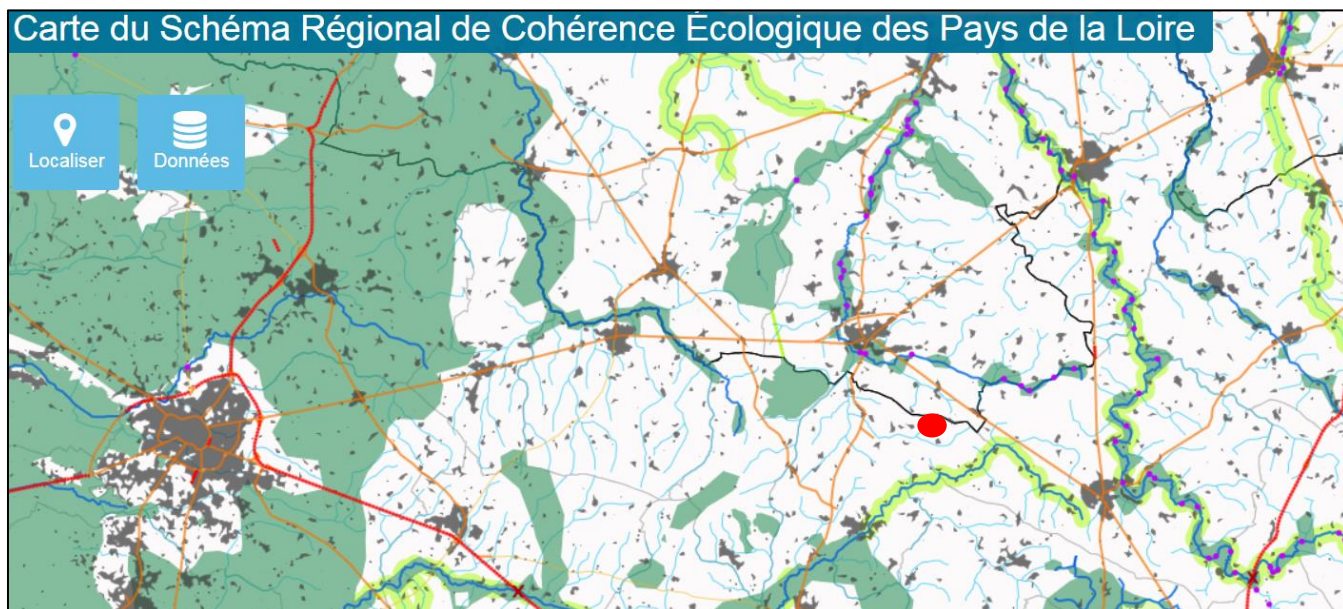 Carte du Schéma Régional de Cohérence Écologique des Pays de la Loire
Localiser
Données